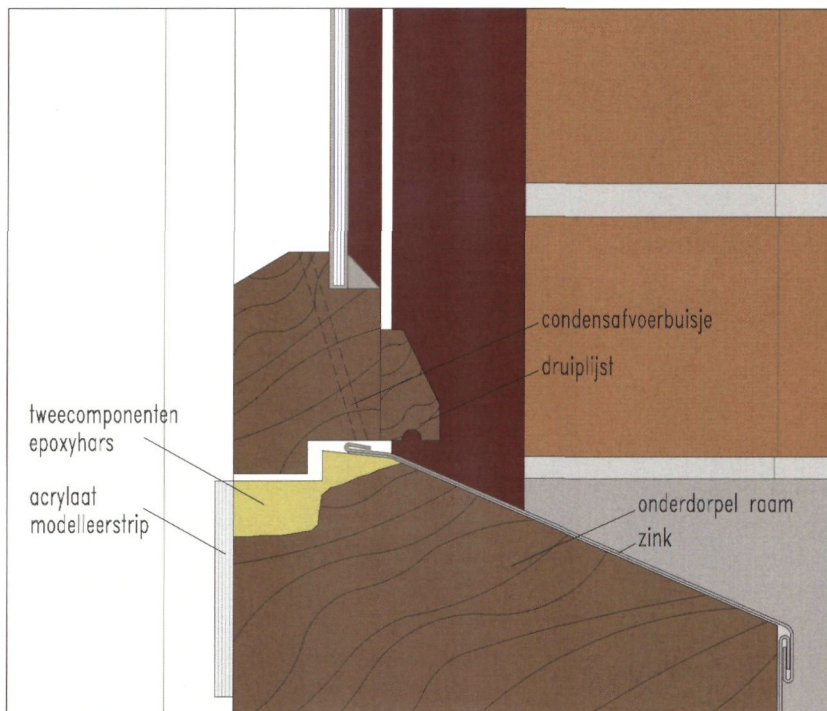 condensafvoerbuisje
druiplijst
tweecomponenten
epoxyhars
acrylaat
modelleerstrip
onderdorpel raam
zink